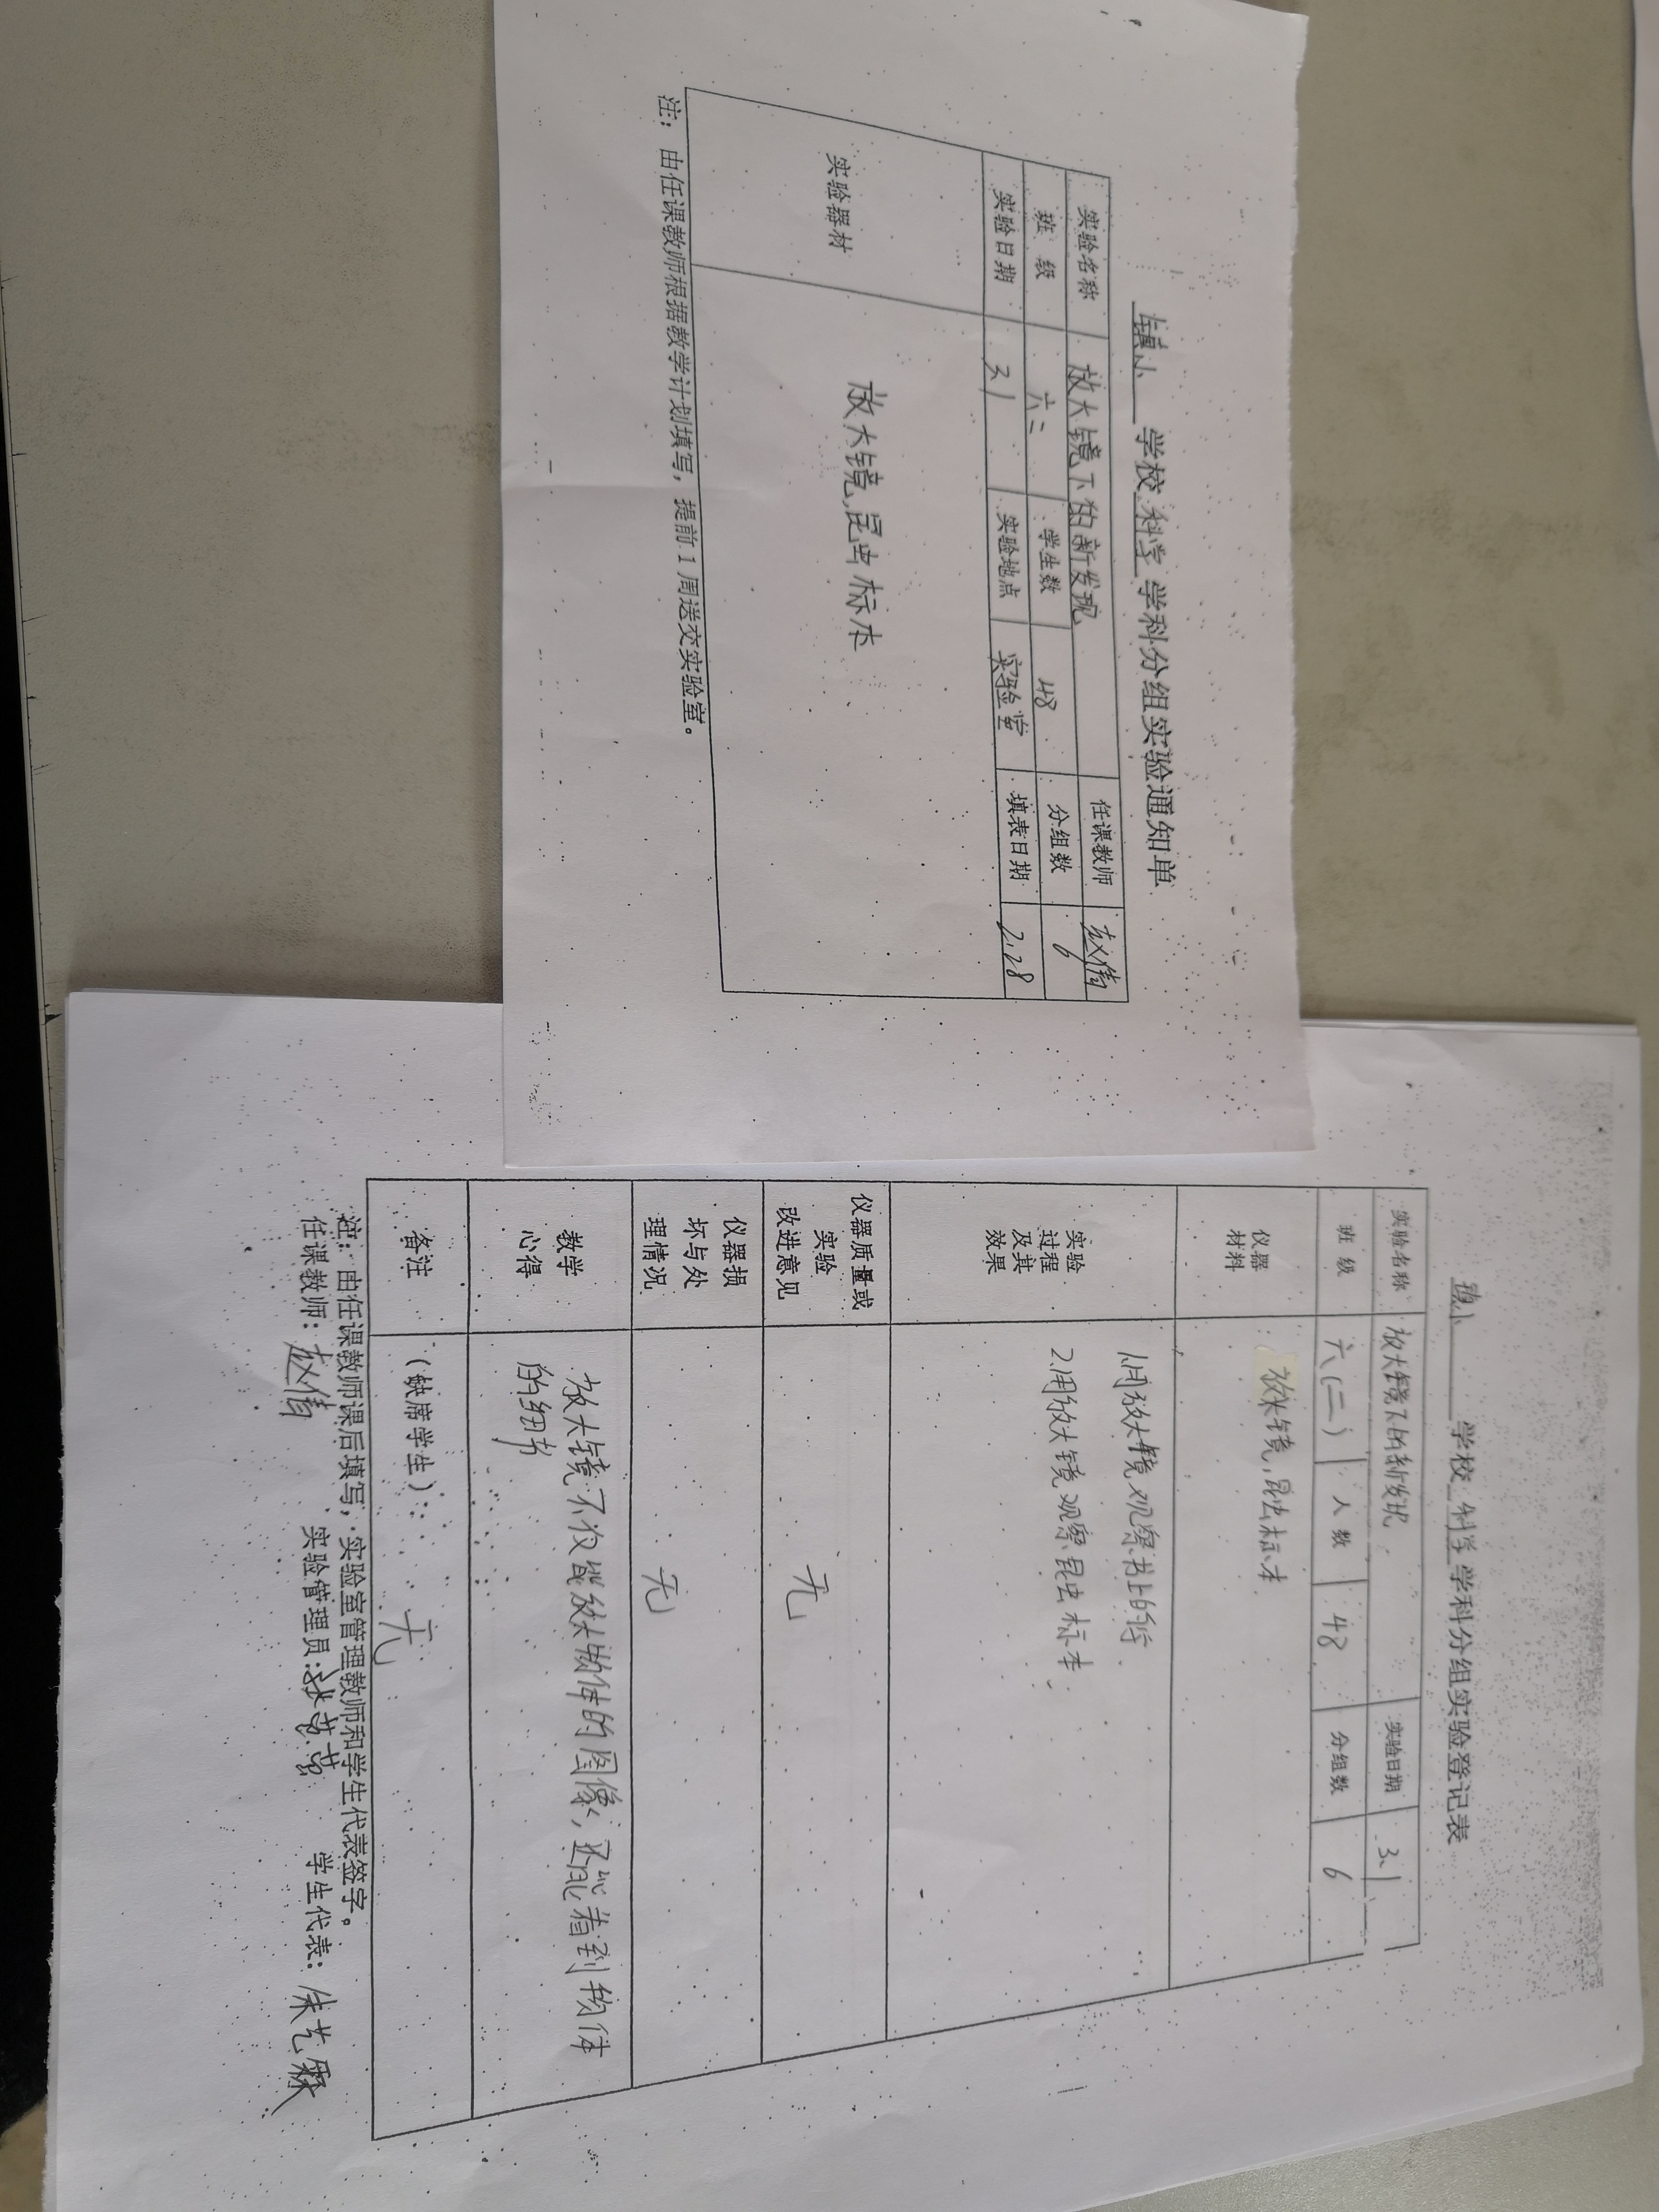 镇小 学校 科学 学科分组实验通知单
实验名称 放大镜下的新发现 任课教师 赵倩
班 级 六二 学生数 48 分组数 6
实验日期 3.1 实验地点 实验室 填表日期 2.28
实验器材 放大镜,昆虫标本
注:由任课教师根据教学计划填写,提前1周送交实验室。
镇小 学校 科学 学科分组实验登记表
实验名称 放大镜下的新发现 实验日期 3.1
班 级 六(二) 人数 48 分组数 6
仪器
材料
放大镜,昆虫标本
实验
过程
及其
效果
1.用放大镜观察书上的字.
2.用放大镜观察昆虫标本.
仪器质量或
实验
改进意见
无
仪器损
坏与处
理情况
无
教学
心得
放大镜不仅能放大物体的图像,还能看到物体
的细节
备注 (缺席学生): 无
注:由任课教师课后填写,实验室管理教师和学生代表签字。
任课教师:赵倩 实验管理员:张 学生代表:朱艺